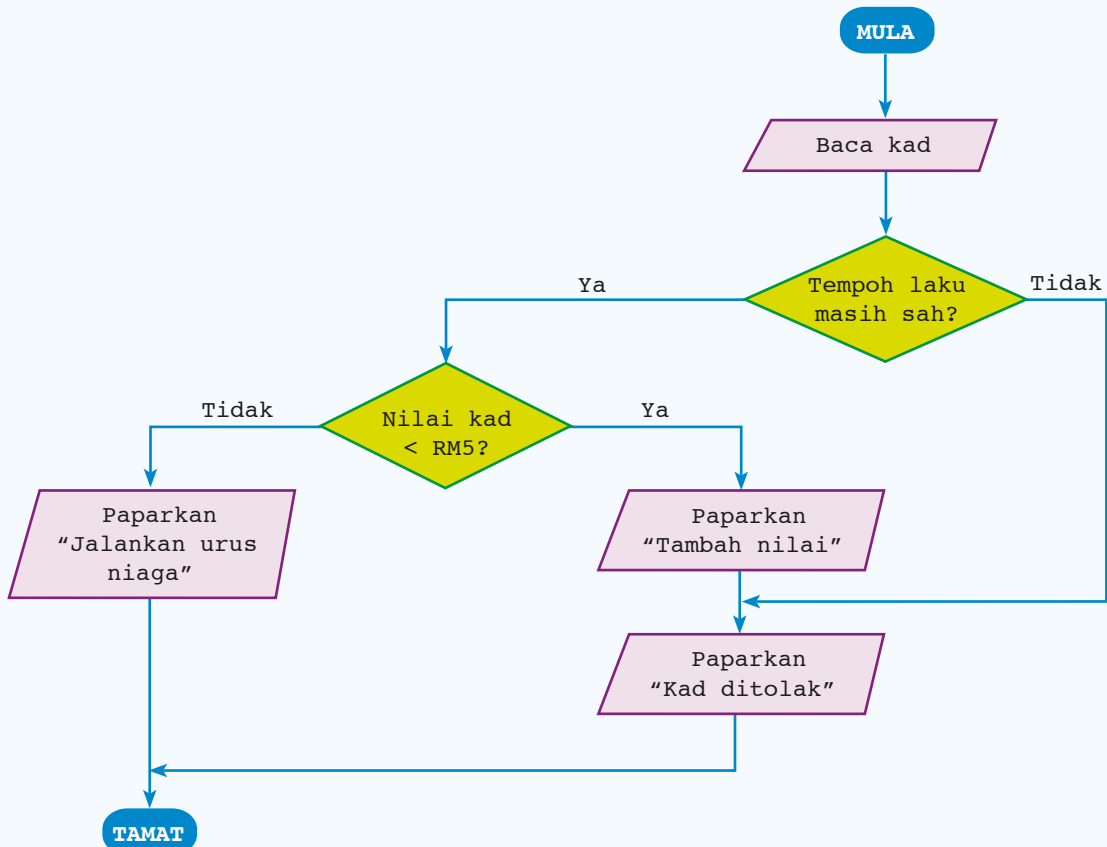 MULA
Baca kad
Tempoh laku
masih sah?
Ya
Tidak
Nilai kad
< RM5?
Tidak
Ya
Paparkan
“Jalankan urus
niaga”
Paparkan
“Tambah nilai”
Paparkan
“Kad ditolak”
TAMAT